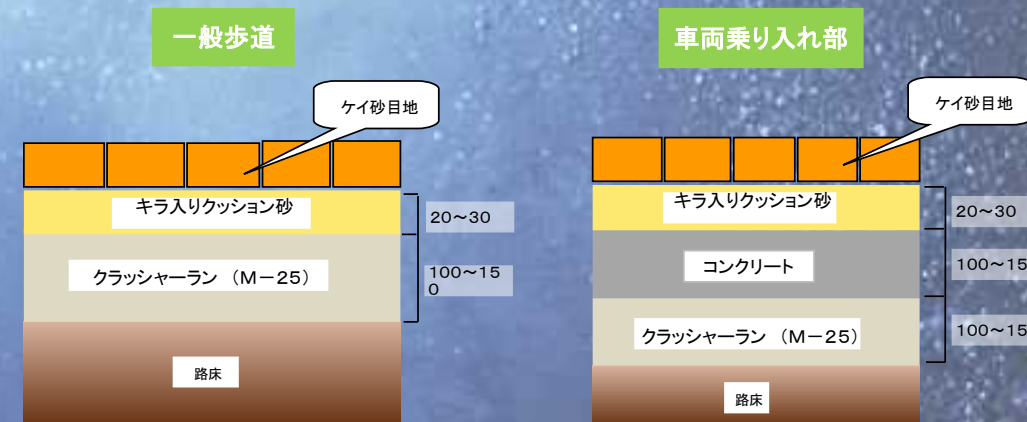 一般歩道
ケイ砂目地
キラ入りクッション砂
20～30
クラッシャーラン （M－25）
100～15
0
路床
車両乗り入れ部
ケイ砂目地
キラ入りクッション砂
20～30
コンクリート
100～15
クラッシャーラン （M－25）
100～15
路床